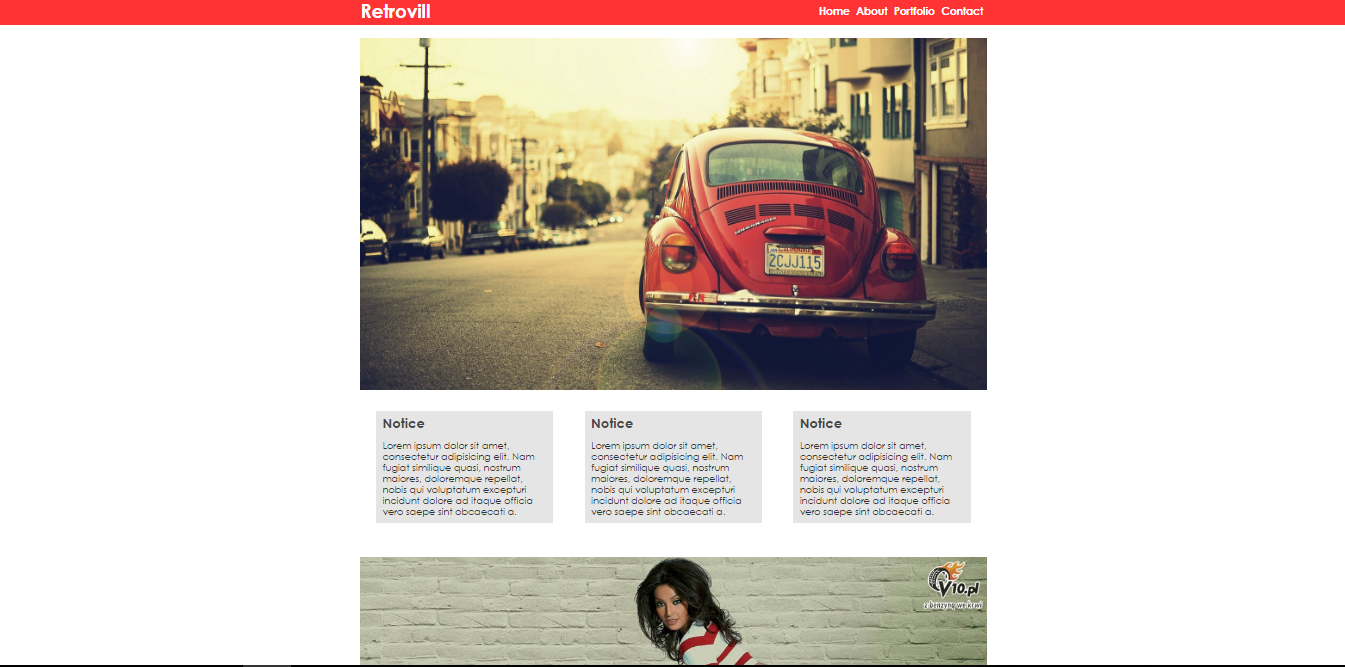 Retrovill
Home About Portfolio Contact
VOLKSWAGEN
2CJJ115
Notice
Lorem ipsum dolor sit amet,
consectetur adipisicing elit. Nam
fugiat similique quasi, nostrum
maiores, doloremque repellat,
nobis qui voluptatum excepturi
incidunt dolore ad itaque officia
vero saepe sint obcaecati a.
Notice
Lorem ipsum dolor sit amet,
consectetur adipisicing elit. Nam
fugiat similique quasi, nostrum
maiores, doloremque repellat,
nobis qui voluptatum excepturi
incidunt dolore ad itaque officia
vero saepe sint obcaecati a.
Notice
Lorem ipsum dolor sit amet,
consectetur adipisicing elit. Nam
fugiat similique quasi, nostrum
maiores, doloremque repellat,
nobis qui voluptatum excepturi
incidunt dolore ad itaque officia
vero saepe sint obcaecati a.
V10.pl
z benzyną we krwi